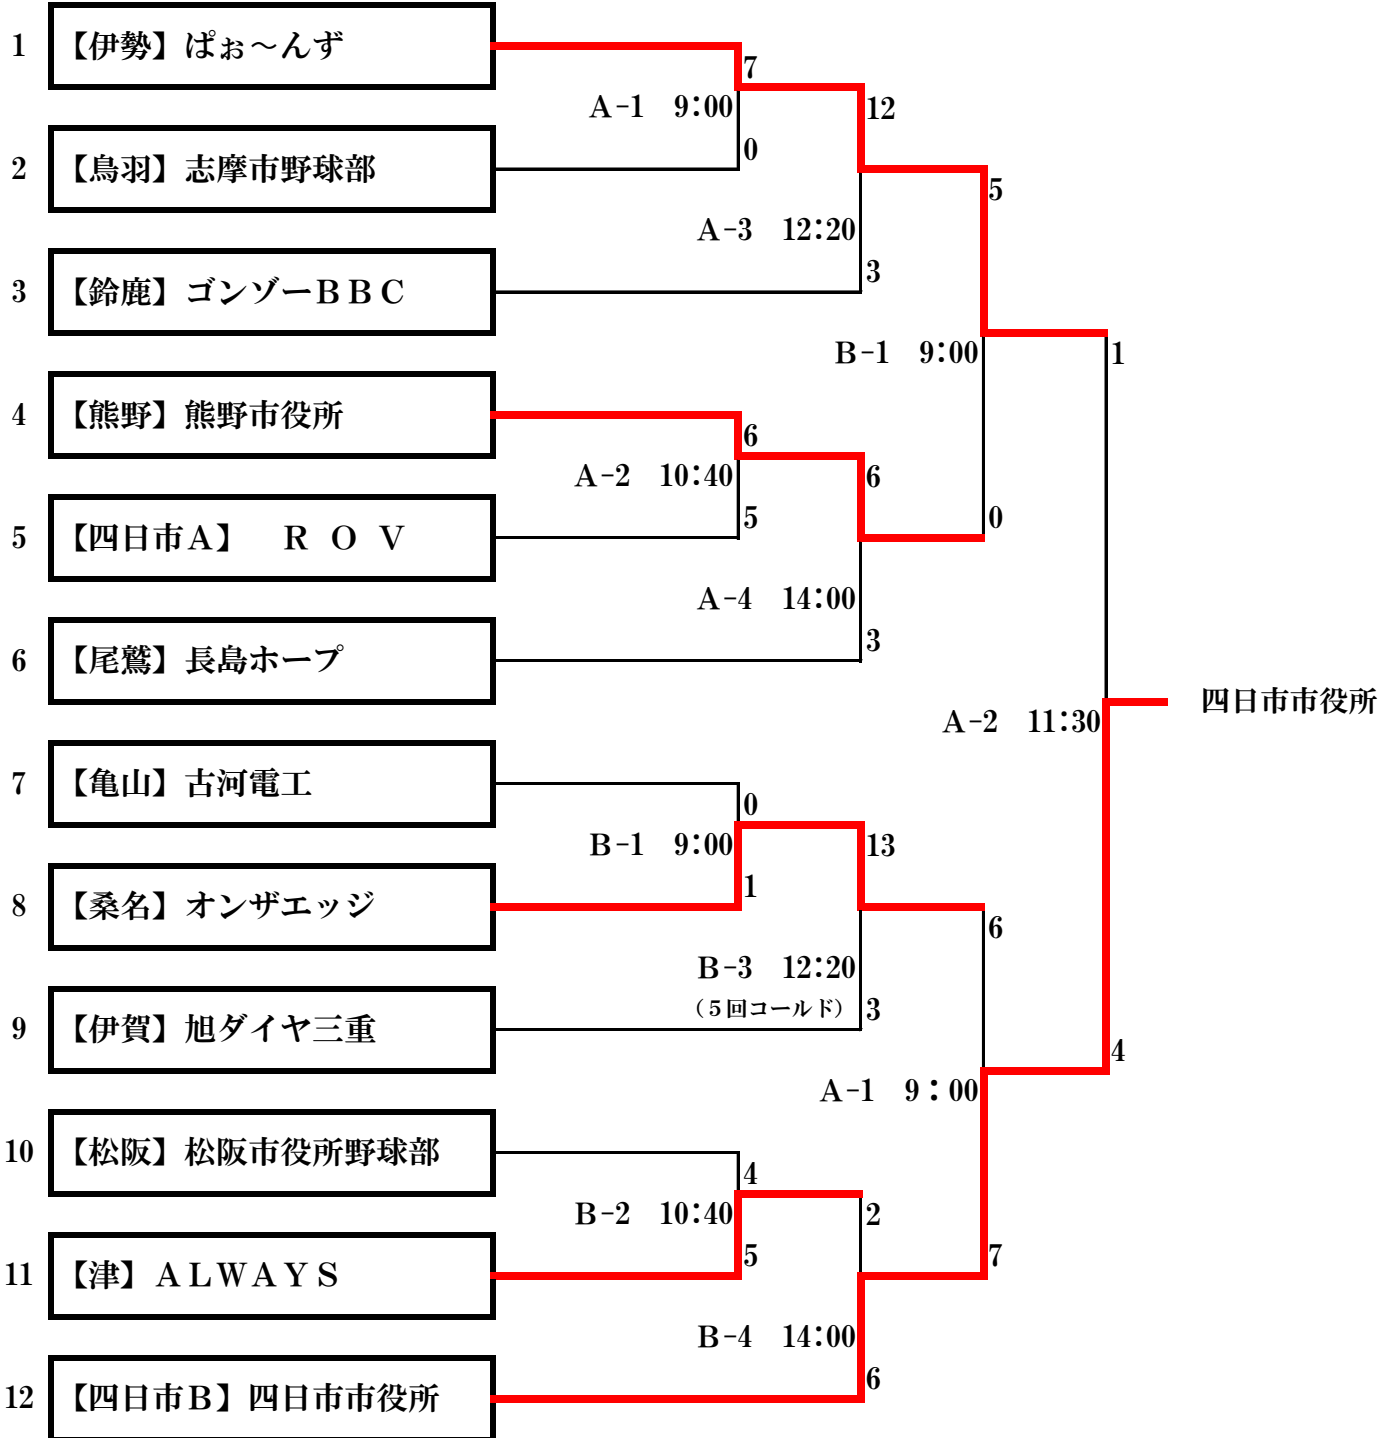 1 【伊勢】ぱぉ～んず
7
A-1 9:00
12
0
2 【鳥羽】志摩市野球部
5
A-3 12:20
3
3 【鈴鹿】ゴンゾーＢＢＣ
B-1 9:00
1
4 【熊野】熊野市役所
6
A-2 10:40
6
5
0
5 【四日市Ａ】　Ｒ Ｏ Ｖ
A-4 14:00
3
6 【尾鷲】長島ホープ
A-2 11:30
四日市市役所
7 【亀山】古河電工
0
B-1 9:00
13
1
8 【桑名】オンザエッジ
6
B-3 12:20
（５回コールド）
3
9 【伊賀】旭ダイヤ三重
4
A-1 9：00
10 【松阪】松阪市役所野球部
4
B-2 10:40
2
5
7
11 【津】ＡＬＷＡＹＳ
B-4 14:00
6
12 【四日市Ｂ】四日市市役所